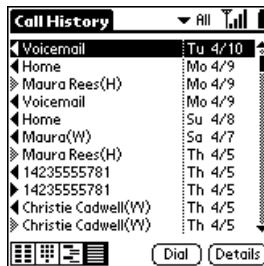 Call History All
Voicemail Tu 4/10
Home Mo 4/9
Maura Rees(H) Mo 4/9
Voicemail Mo 4/9
Home Su 4/8
Maura(W) Sa 4/7
Maura Rees(H) Th 4/5
14235555781 Th 4/5
14235555781 Th 4/5
Christie Cadwell(W) Th 4/5
Christie Cadwell(W) Th 4/5
Dial Details